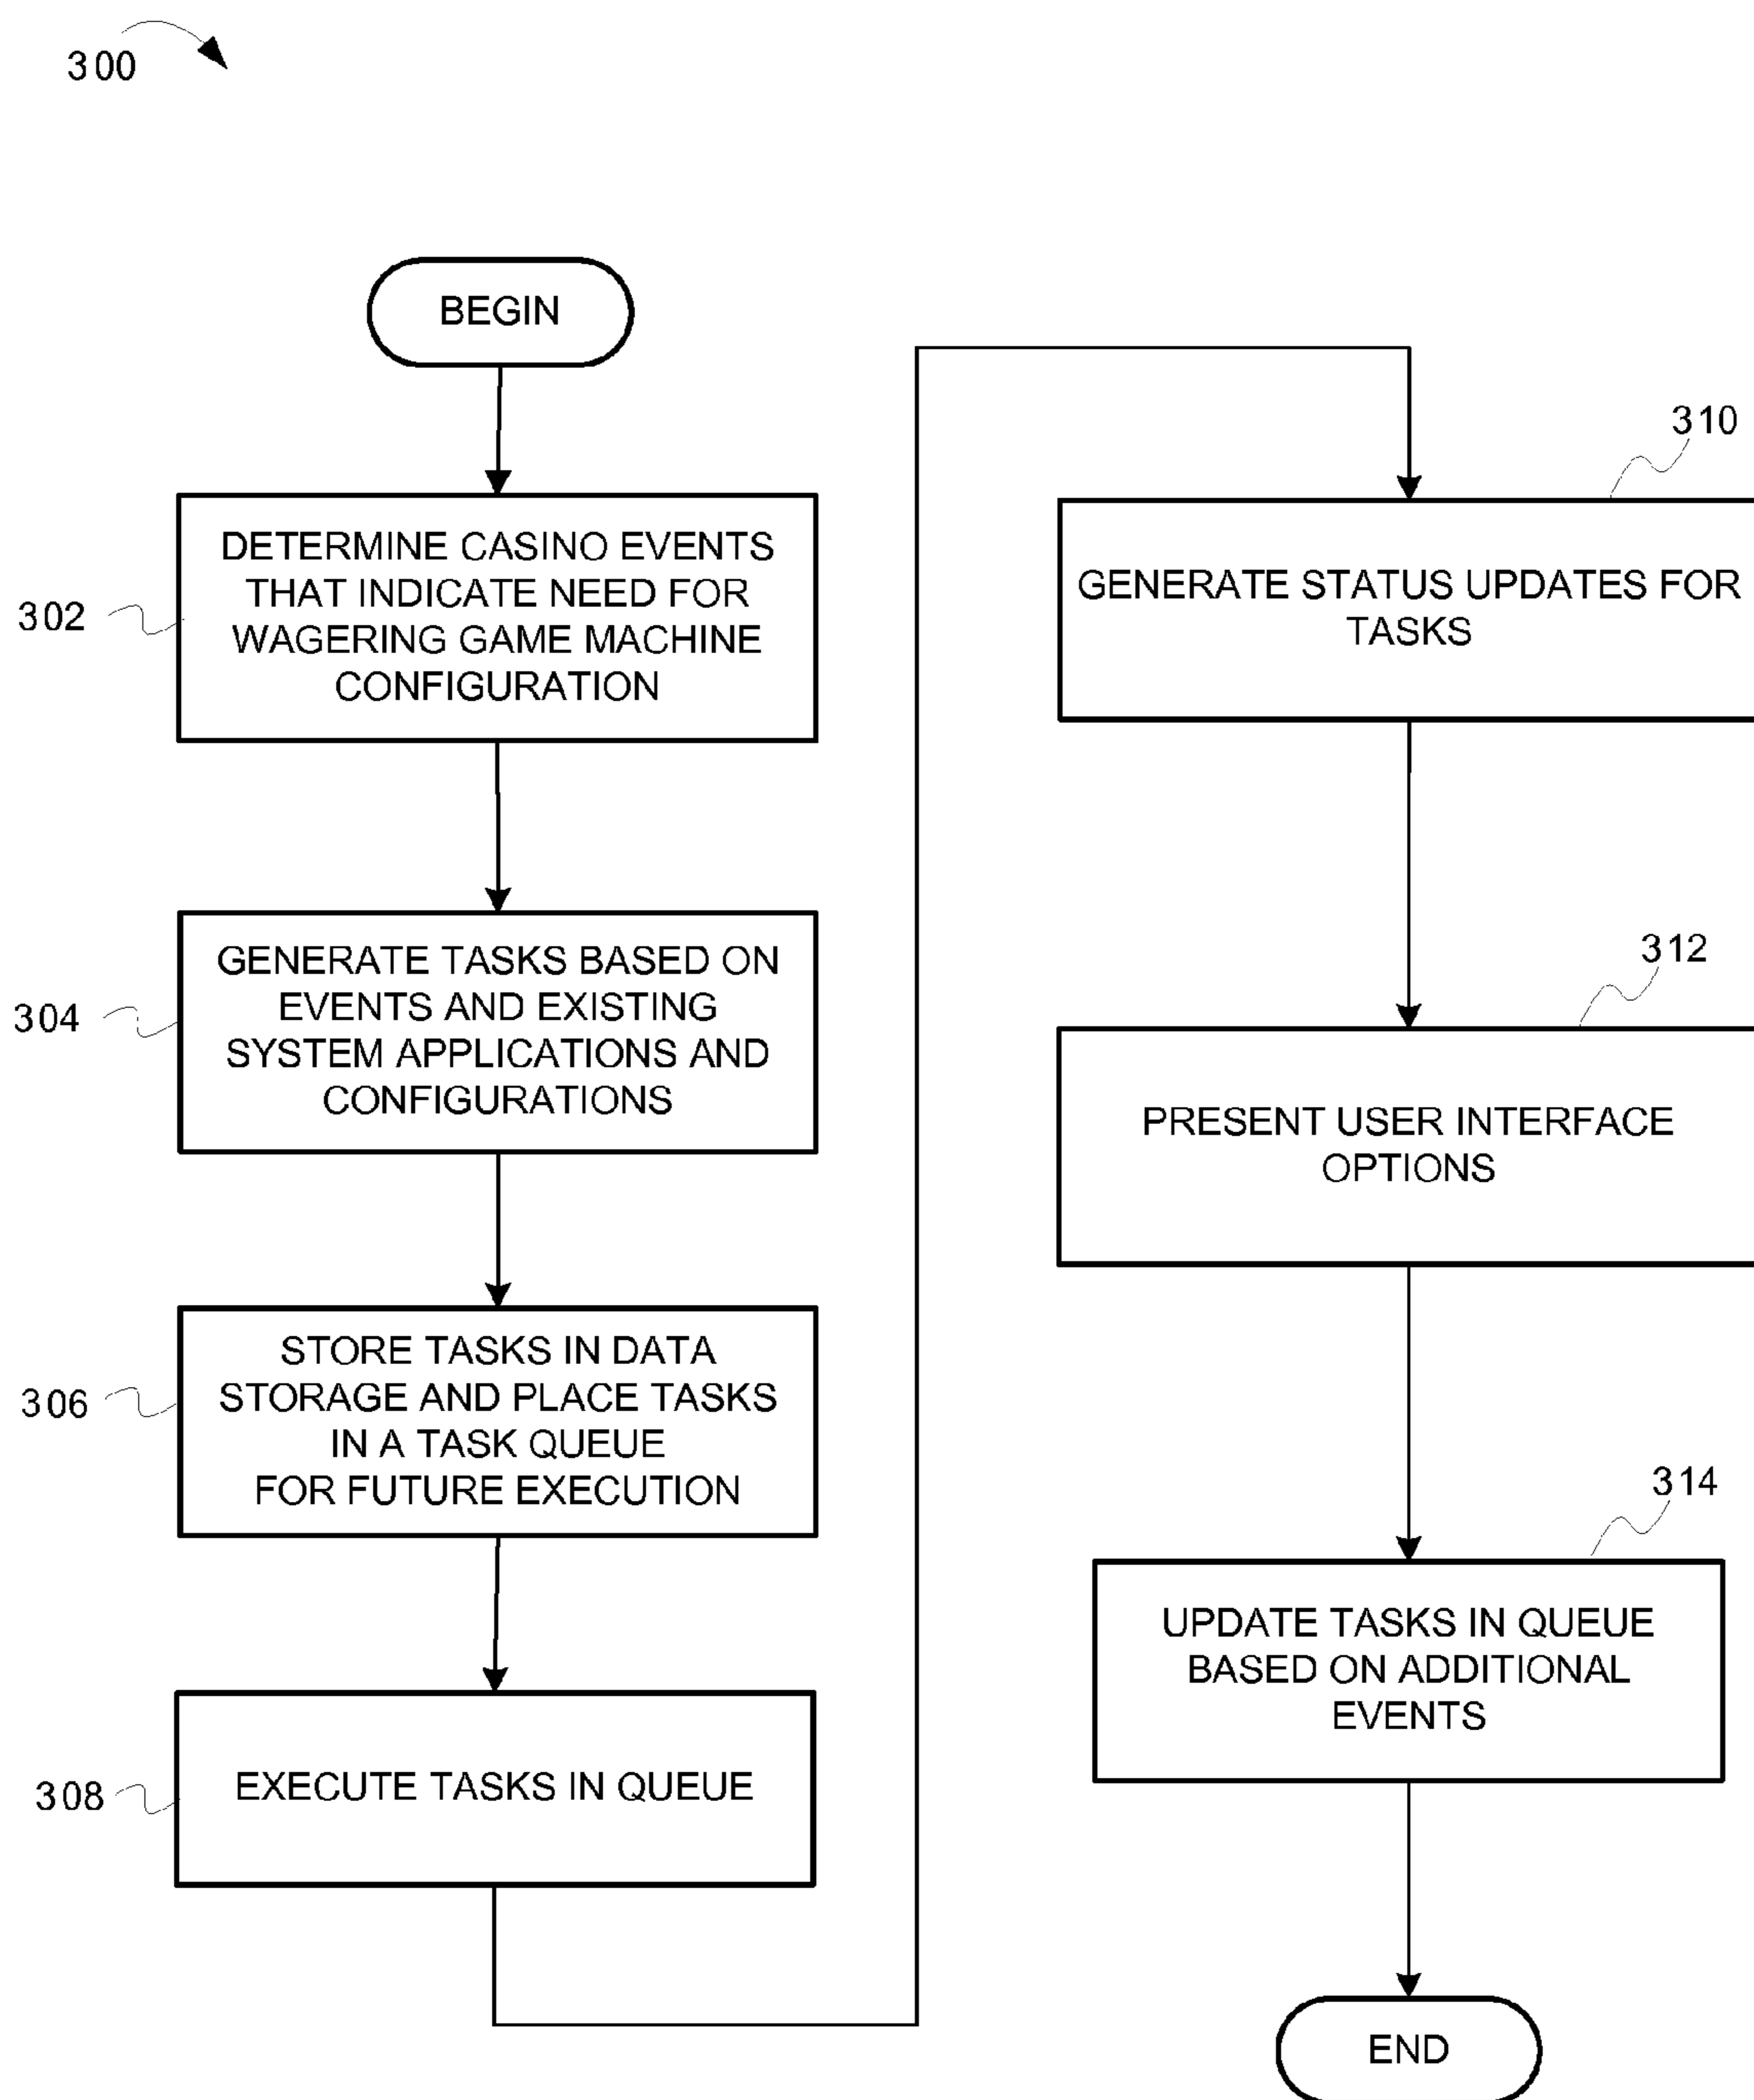 300
BEGIN
302
DETERMINE CASINO EVENTS
THAT INDICATE NEED FOR
WAGERING GAME MACHINE
CONFIGURATION
304
GENERATE TASKS BASED ON
EVENTS AND EXISTING
SYSTEM APPLICATIONS AND
CONFIGURATIONS
306
STORE TASKS IN DATA
STORAGE AND PLACE TASKS
IN A TASK QUEUE
FOR FUTURE EXECUTION
308
EXECUTE TASKS IN QUEUE
310
GENERATE STATUS UPDATES FOR
TASKS
312
PRESENT USER INTERFACE
OPTIONS
314
UPDATE TASKS IN QUEUE
BASED ON ADDITIONAL
EVENTS
END